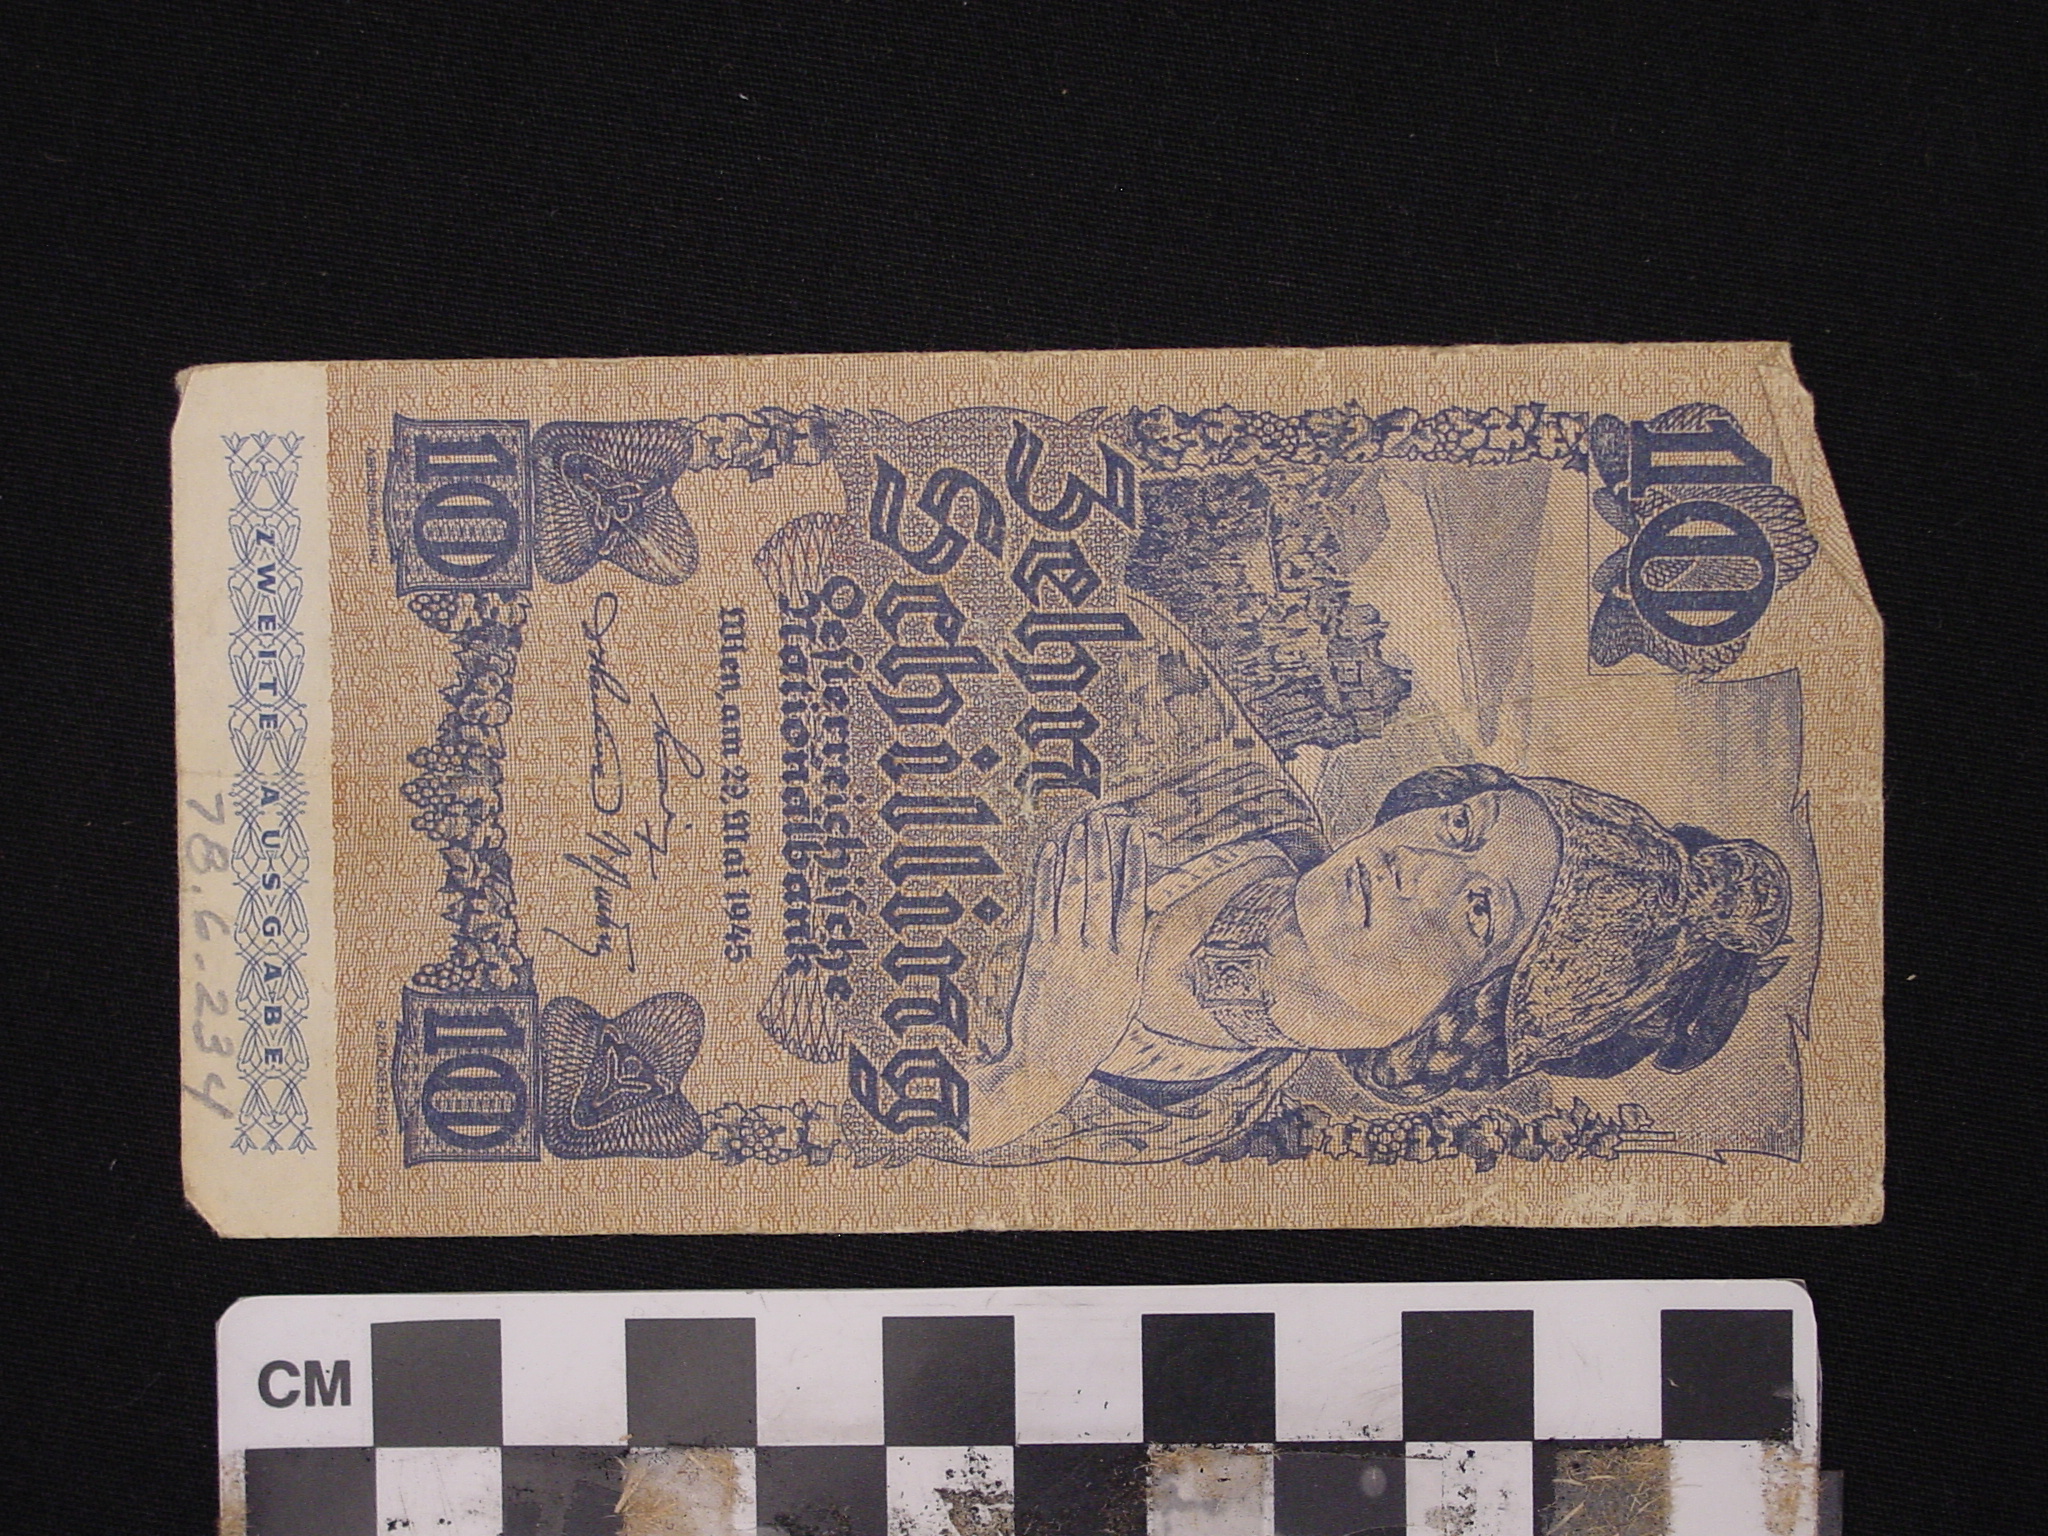 10
Zehn
Schilling
Oesterreichische
Nationalbank
Wien, am 29. Mai 1945
10
10
ZWEITE AUSGABE
78.6.234
CM